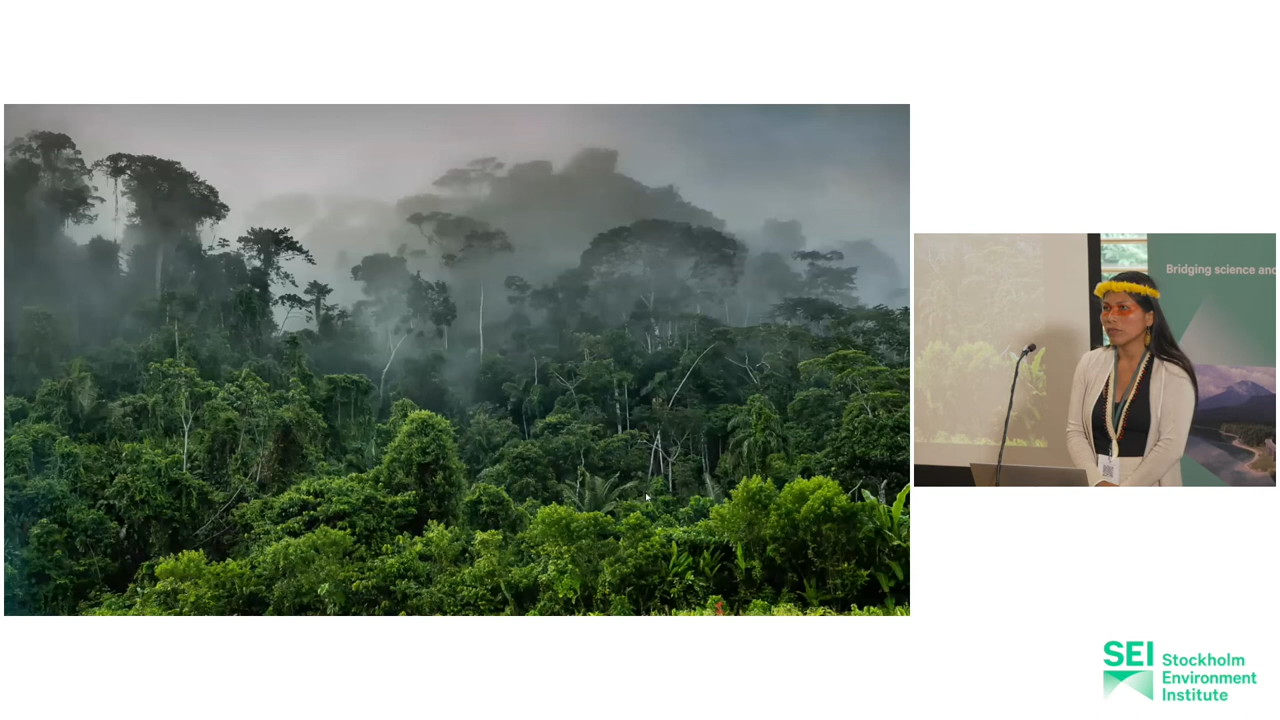 Bridging science and
SEI Stockholm
Environment
Institute